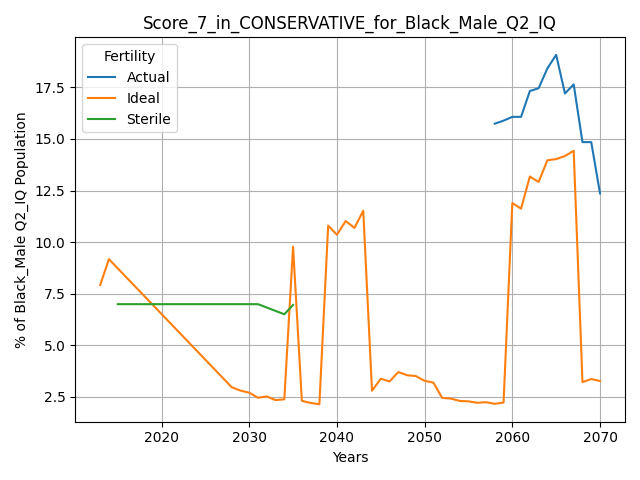 Score_7_in_CONSERVATIVE_for_Black_Male_Q2_IQ
Fertility
Actual
Ideal
Sterile
% of Black_Male Q2_IQ Population
17.5
15.0
12.5
10.0
7.5
5.0
2.5
2020 2030 2040 2050 2060 2070
Years